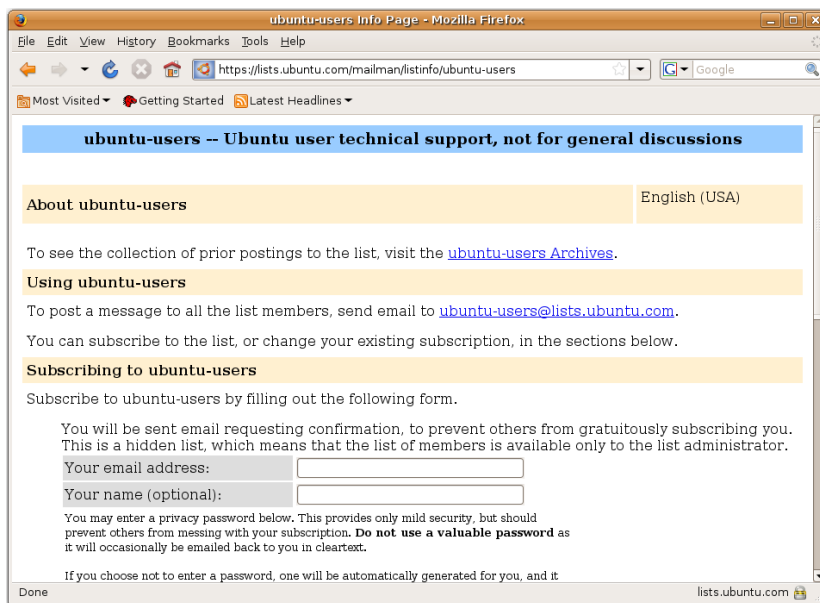 ubuntu-users Info Page - Mozilla Firefox
File Edit View History Bookmarks Tools Help
https://lists.ubuntu.com/mailman/listinfo/ubuntu-users
G Google
Most Visited Getting Started Latest Headlines
ubuntu-users -- Ubuntu user technical support, not for general discussions
About ubuntu-users English (USA)
To see the collection of prior postings to the list, visit the ubuntu-users Archives.
Using ubuntu-users
To post a message to all the list members, send email to ubuntu-users@lists.ubuntu.com.
You can subscribe to the list, or change your existing subscription, in the sections below.
Subscribing to ubuntu-users
Subscribe to ubuntu-users by filling out the following form.
You will be sent email requesting confirmation, to prevent others from gratuitously subscribing you.
This is a hidden list, which means that the list of members is available only to the list administrator.
Your email address:
Your name (optional):
You may enter a privacy password below. This provides only mild security, but should
prevent others from messing with your subscription. Do not use a valuable password as
it will occasionally be emailed back to you in cleartext.
If you choose not to enter a password, one will be automatically generated for you, and it
Done lists.ubuntu.com